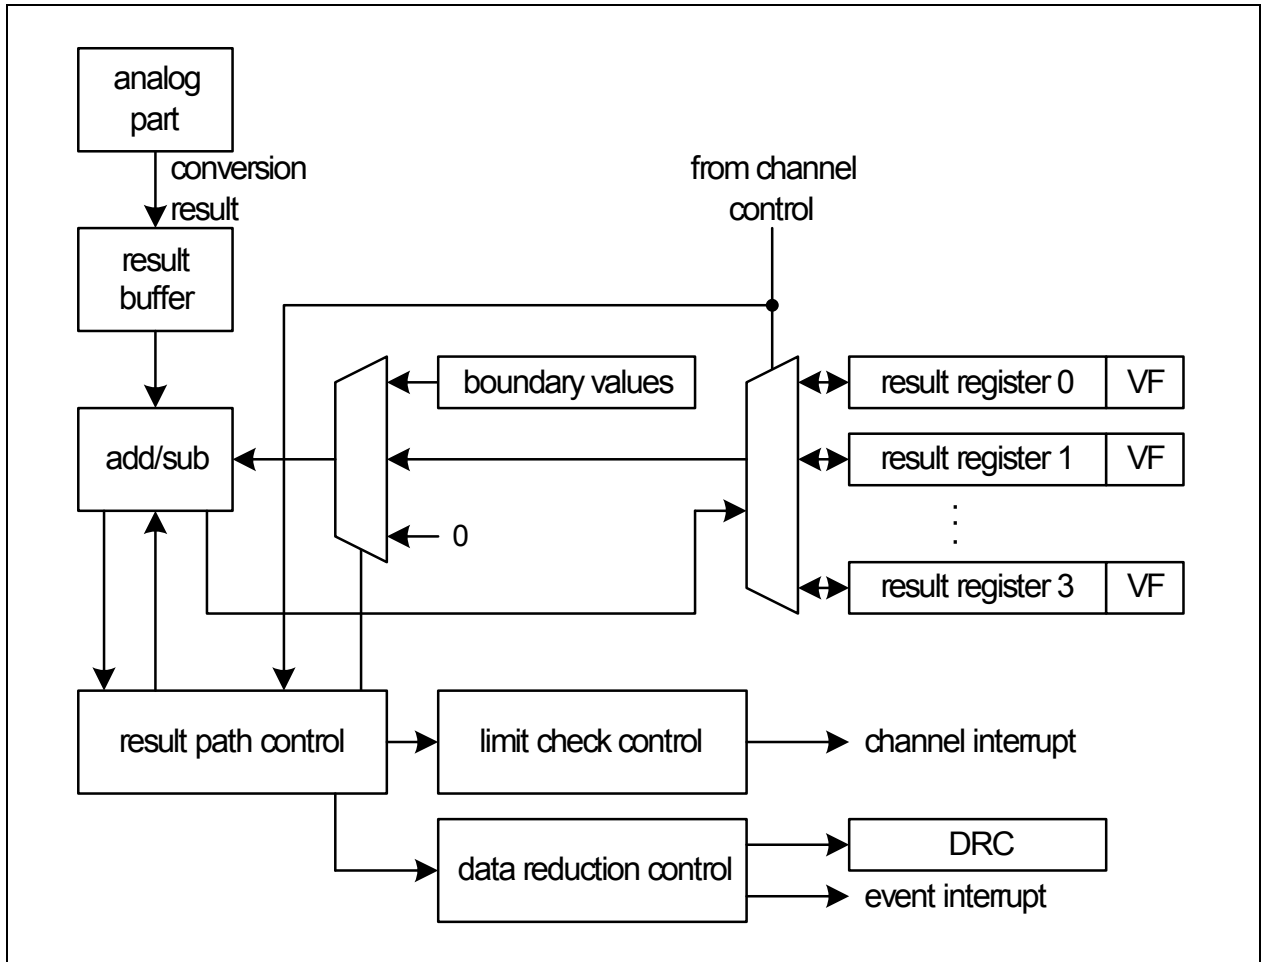 analog
part
conversion
result
from channel
control
result
buffer
boundary values
result register 0 VF
add/sub
result register 1 VF
0
result register 3 VF
result path control
limit check control
channel interrupt
data reduction control
DRC
event interrupt